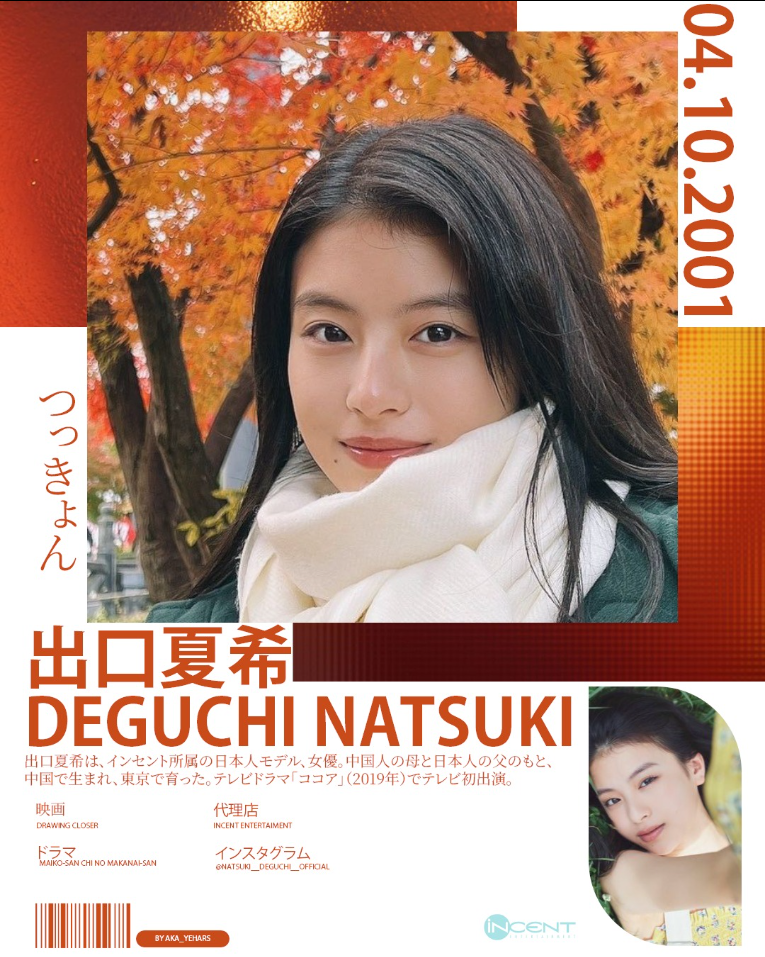 04.10.2001
つっきょん
出口夏希
DEGUCHI NATSUKI
出口夏希は、インセント所属の日本人モデル、女優。中国人の母と日本人の父のもと、
中国で生まれ、東京で育った。テレビドラマ「ココア」（2019年）でテレビ初出演。
映画
DRAWING CLOSER
代理店
INCENT ENTERTAIMENT
ドラマ
MAIKO-SAN CHI NO MAKANAI-SAN
インスタグラム
@NATSUKI__DEGUCHI__OFFICIAL
BY AKA_YEHARS
iNCENT